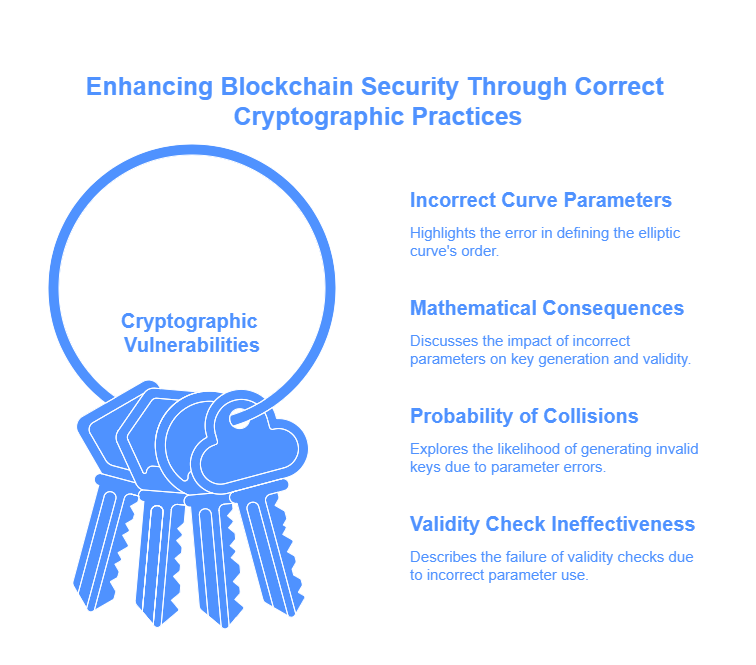 Enhancing Blockchain Security Through Correct
Cryptographic Practices
Cryptographic
Vulnerabilities
Incorrect Curve Parameters
Highlights the error in defining the elliptic
curve's order.
Mathematical Consequences
Discusses the impact of incorrect
parameters on key generation and validity.
Probability of Collisions
Explores the likelihood of generating invalid
keys due to parameter errors.
Validity Check Ineffectiveness
Describes the failure of validity checks due
to incorrect parameter use.